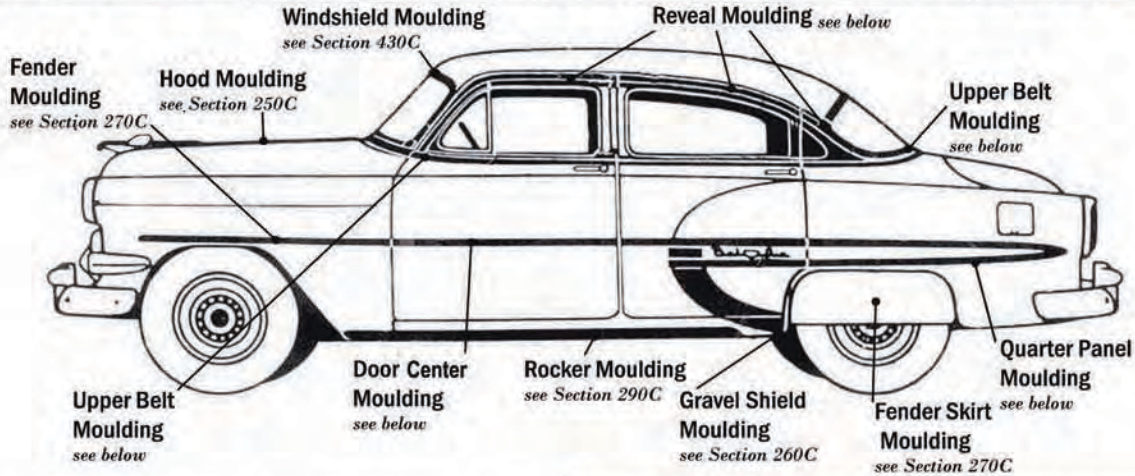 Windshield Moulding
see Section 430C
Reveal Moulding see below
Fender
Moulding
see Section 270C
Hood Moulding
see Section 250C
Upper Belt
Moulding
see below
Upper Belt
Moulding
see below
Door Center
Moulding
see below
Rocker Moulding
see Section 290C
Gravel Shield
Moulding
see Section 260C
Fender Skirt
Moulding
see Section 270C
Quarter Panel
Moulding
see below